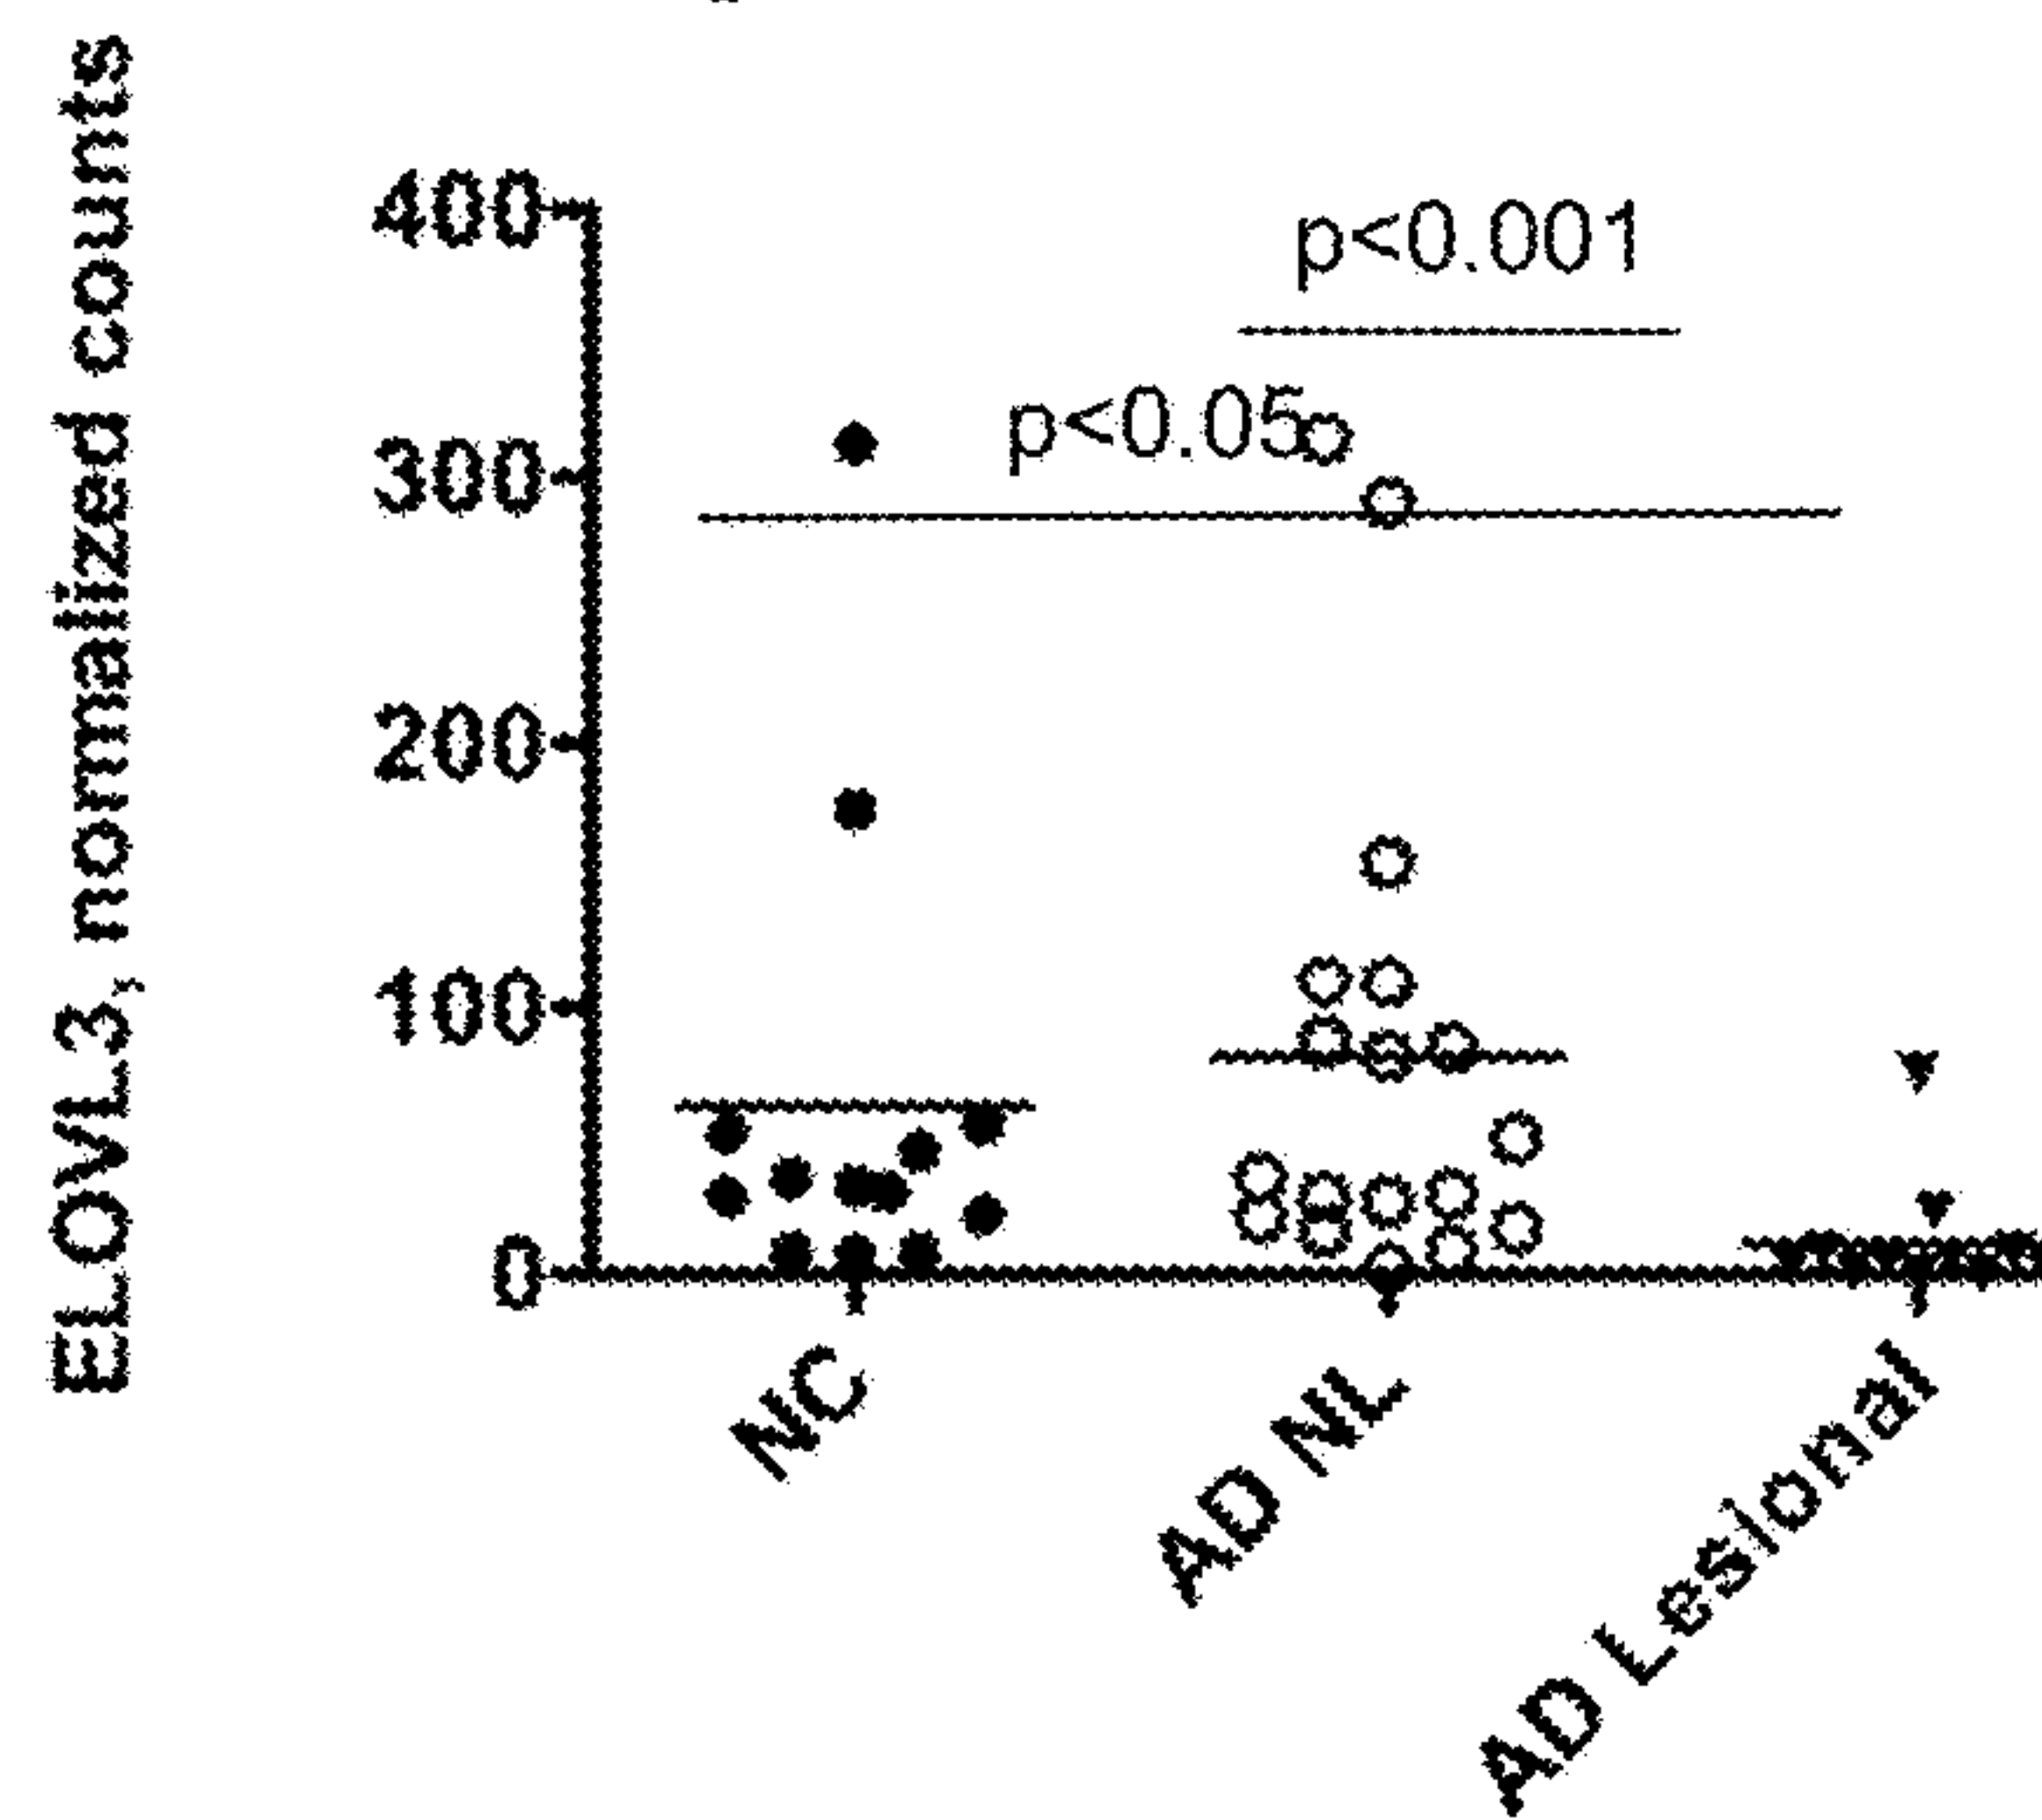 ELOVL3, normalized counts
400
300
200
100
0
p<0.001
p<0.05
NC
AD NL
AD Lesional